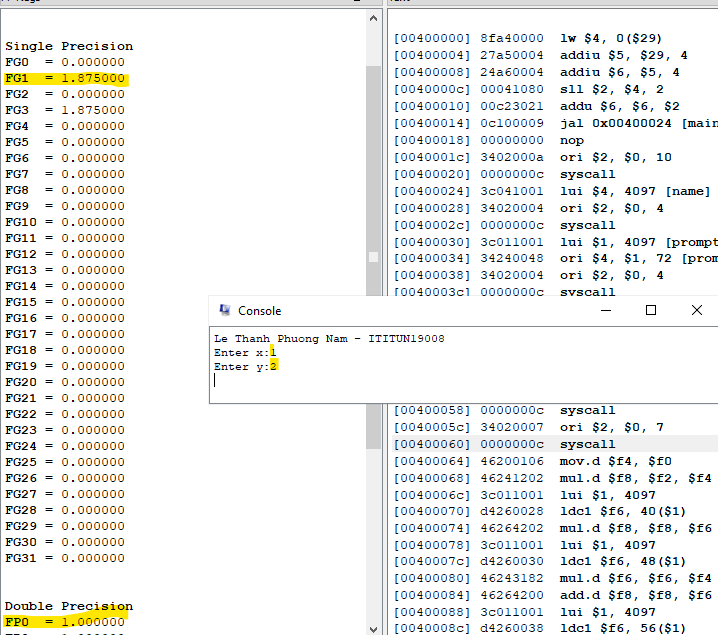 Single Precision
FG0 = 0.000000
FG1 = 1.875000
FG2 = 0.000000
FG3 = 1.875000
FG4 = 0.000000
FG5 = 0.000000
FG6 = 0.000000
FG7 = 0.000000
FG8 = 0.000000
FG9 = 0.000000
FG10 = 0.000000
FG11 = 0.000000
FG12 = 0.000000
FG13 = 0.000000
FG14 = 0.000000
FG15 = 0.000000
FG16 = 0.000000
FG17 = 0.000000
FG18 = 0.000000
FG19 = 0.000000
FG20 = 0.000000
FG21 = 0.000000
FG22 = 0.000000
FG23 = 0.000000
FG24 = 0.000000
FG25 = 0.000000
FG26 = 0.000000
FG27 = 0.000000
FG28 = 0.000000
FG29 = 0.000000
FG30 = 0.000000
FG31 = 0.000000
Double Precision
FP0 = 1.000000
[00400000] 8fa40000 lw $4, 0($29)
[00400004] 27a50004 addiu $5, $29, 4
[00400008] 24a60004 addiu $6, $5, 4
[0040000c] 00041080 sll $2, $4, 2
[00400010] 00c23021 addu $6, $6, $2
[00400014] 0c100009 jal 0x00400024 [main
[00400018] 00000000 nop
[0040001c] 3402000a ori $2, $0, 10
[00400020] 0000000c syscall
[00400024] 3c041001 lui $4, 4097 [name]
[00400028] 34020004 ori $2, $0, 4
[0040002c] 0000000c syscall
[00400030] 3c011001 lui $1, 4097 [prompt
[00400034] 34240048 ori $4, $1, 72 [prom
[00400038] 34020004 ori $2, $0, 4
[0040003c] 0000000c syscall
Console
Le Thanh Phuong Nam - ITITUN19008
Enter x:1
Enter y:2
[00400058] 0000000c syscall
[0040005c] 34020007 ori $2, $0, 7
[00400060] 0000000c syscall
[00400064] 46200106 mov.d $f4, $f0
[00400068] 46241202 mul.d $f8, $f2, $f4
[0040006c] 3c011001 lui $1, 4097
[00400070] d4260028 ldc1 $f6, 40($1)
[00400074] 46264202 mul.d $f8, $f8, $f6
[00400078] 3c011001 lui $1, 4097
[0040007c] d4260030 ldc1 $f6, 48($1)
[00400080] 46243182 mul.d $f6, $f6, $f4
[00400084] 46264200 add.d $f8, $f8, $f6
[00400088] 3c011001 lui $1, 4097
[0040008c] d4260038 ldc1 $f6, 56($1)